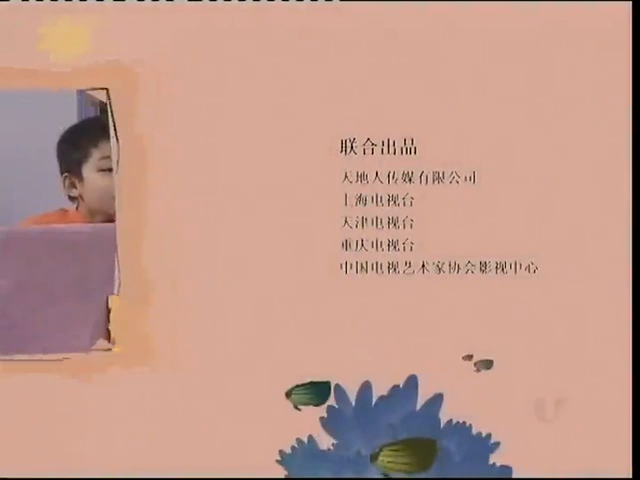 联合出品
天地人传媒有限公司
上海电视台
天津电视台
重庆电视台
中国电视艺术家协会影视中心